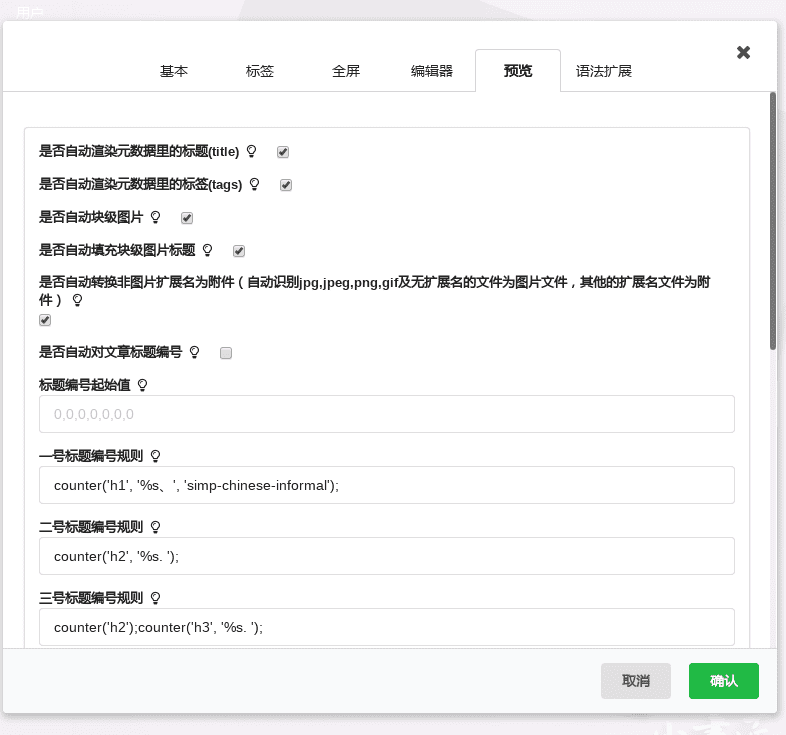 用户
基本 标签 全屏 编辑器 预览 语法扩展
是否自动渲染元数据里的标题(title)
是否自动渲染元数据里的标签(tags)
是否自动块级图片
是否自动填充块级图片标题
是否自动转换非图片扩展名为附件（自动识别jpg,jpeg,png,gif及无扩展名的文件为图片文件，其他的扩展名文件为附
件）
是否自动对文章标题编号
标题编号起始值
0,0,0,0,0,0,0
一号标题编号规则
counter('h1', '%s、', 'simp-chinese-informal');
二号标题编号规则
counter('h2', '%s. ');
三号标题编号规则
counter('h2');counter('h3', '%s. ');
取消 确认